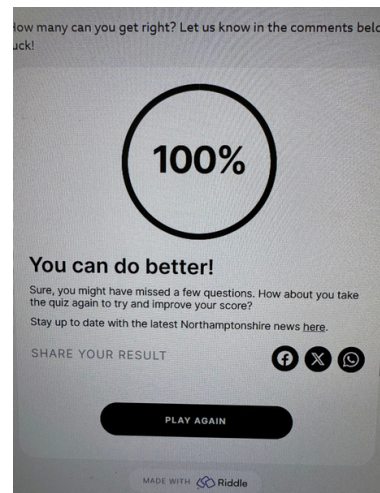 How many can you get right? Let us know in the comments belo
uck!
100%
You can do better!
Sure, you might have missed a few questions. How about you take
the quiz again to try and improve your score?
Stay up to date with the latest Northamptonshire news here.
SHARE YOUR RESULT
PLAY AGAIN
MADE WITH Riddle